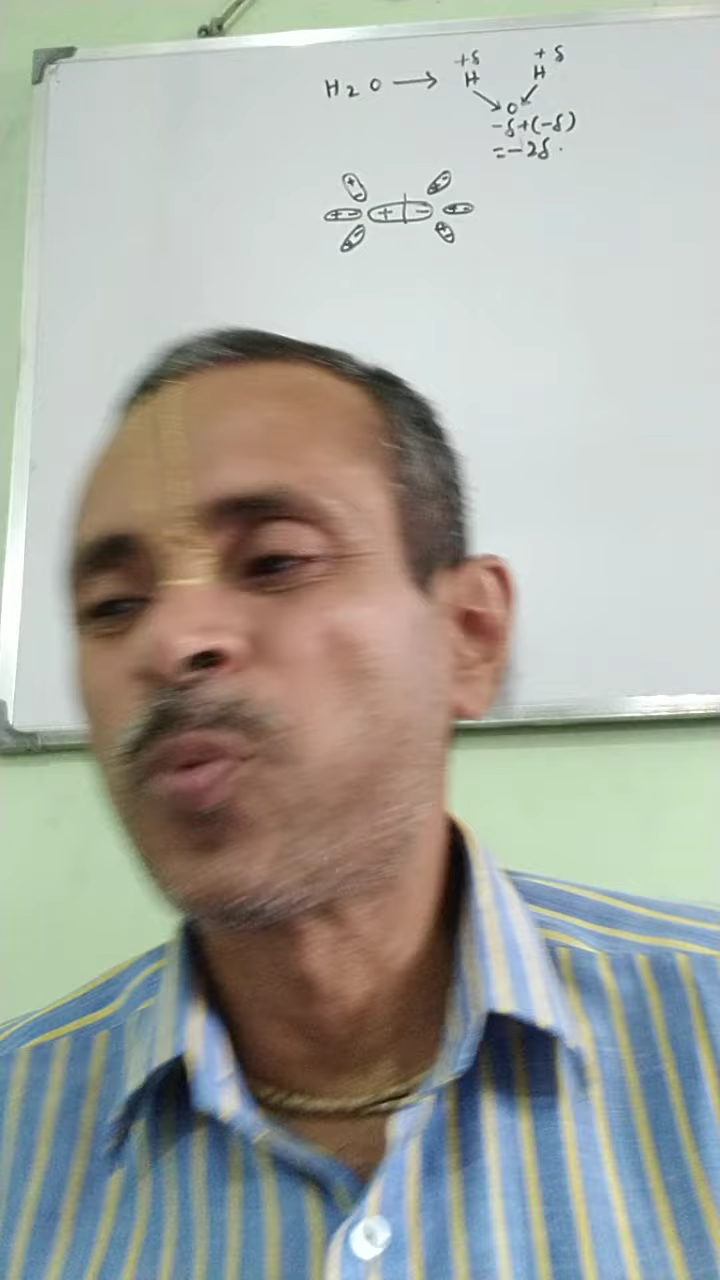 +δ +δ
H₂O → H H
O
-δ+(-δ)
=-2δ.
+ - + - + -